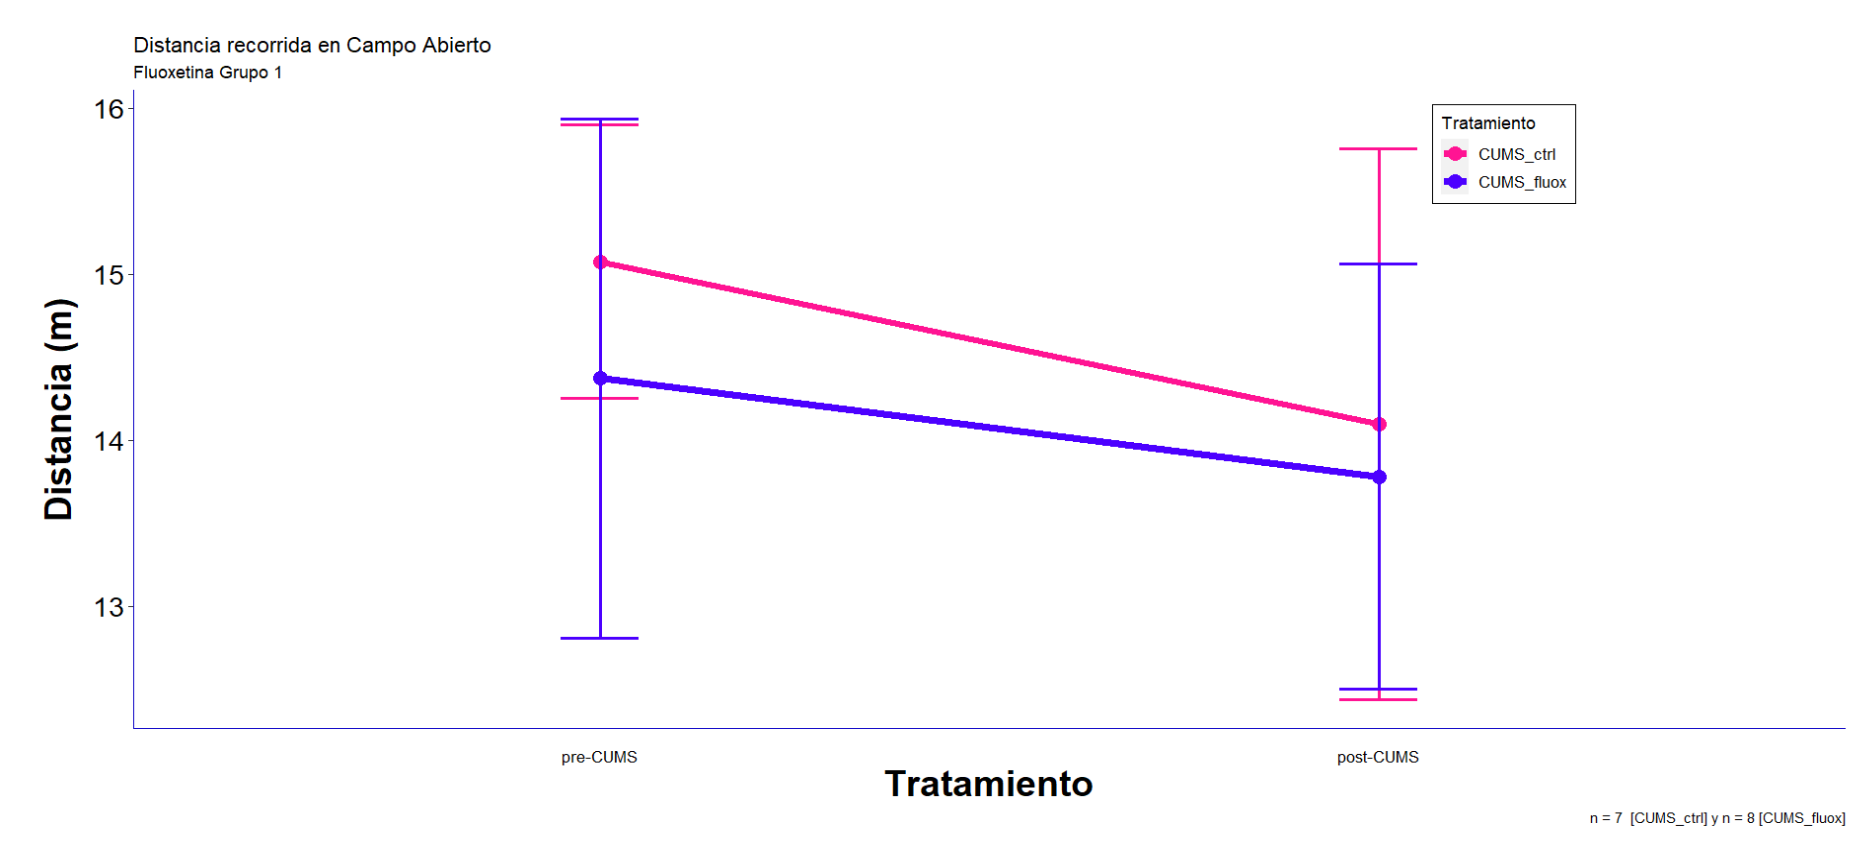 Distancia recorrida en Campo Abierto
Fluoxetina Grupo 1
16
15
14
13
Distancia (m)
Tratamiento
CUMS_ctrl
CUMS_fluox
pre-CUMS
post-CUMS
Tratamiento
n = 7  [CUMS_ctrl] y n = 8 [CUMS_fluox]